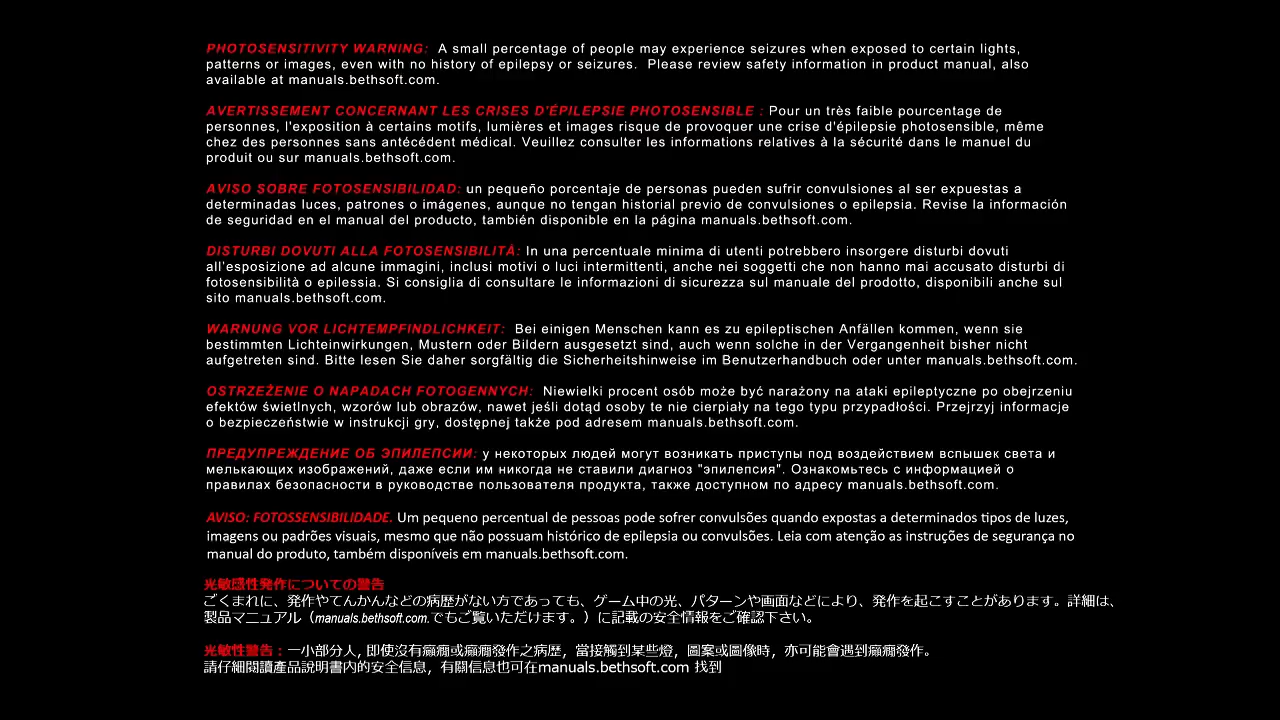 PHOTOSENSITIVITY WARNING: A small percentage of people may experience seizures when exposed to certain lights,
patterns or images, even with no history of epilepsy or seizures. Please review safety information in product manual, also
available at manuals.bethsoft.com.
AVERTISSEMENT CONCERNANT LES CRISES D'ÉPILEPSIE PHOTOSENSIBLE : Pour un très faible pourcentage de
personnes, l'exposition à certains motifs, lumières et images risque de provoquer une crise d'épilepsie photosensible, même
chez des personnes sans antécédent médical. Veuillez consulter les informations relatives à la sécurité dans le manuel du
produit ou sur manuals.bethsoft.com.
AVISO SOBRE FOTOSENSIBILIDAD: un pequeño porcentaje de personas pueden sufrir convulsiones al ser expuestas a
determinadas luces, patrones o imágenes, aunque no tengan historial previo de convulsiones o epilepsia. Revise la información
de seguridad en el manual del producto, también disponible en la página manuals.bethsoft.com.
DISTURBI DOVUTI ALLA FOTOSENSIBILITÀ: In una percentuale minima di utenti potrebbero insorgere disturbi dovuti
all'esposizione ad alcune immagini, inclusi motivi o luci intermittenti, anche nei soggetti che non hanno mai accusato disturbi di
fotosensibilità o epilessia. Si consiglia di consultare le informazioni di sicurezza sul manuale del prodotto, disponibili anche sul
sito manuals.bethsoft.com.
WARNUNG VOR LICHTEMPFINDLICHKEIT: Bei einigen Menschen kann es zu epileptischen Anfällen kommen, wenn sie
bestimmten Lichteinwirkungen, Mustern oder Bildern ausgesetzt sind, auch wenn solche in der Vergangenheit bisher nicht
aufgetreten sind. Bitte lesen Sie daher sorgfältig die Sicherheitshinweise im Benutzerhandbuch oder unter manuals.bethsoft.com.
OSTRZEŻENIE O NAPADACH FOTOGENNYCH: Niewielki procent osób może być narażony na ataki epileptyczne po obejrzeniu
efektów świetlnych, wzorów lub obrazów, nawet jeśli dotąd osoby te nie cierpiały na tego typu przypadłości. Przejrzyj informacje
o bezpieczeństwie w instrukcji gry, dostępnej także pod adresem manuals.bethsoft.com.
ПРЕДУПРЕЖДЕНИЕ ОБ ЭПИЛЕПСИИ: у некоторых людей могут возникать приступы под воздействием вспышек света и
мелькающих изображений, даже если им никогда не ставили диагноз "эпилепсия". Ознакомьтесь с информацией о
правилах безопасности в руководстве пользователя продукта, также доступном по адресу manuals.bethsoft.com.
AVISO: FOTOSSENSIBILIDADE. Um pequeno percentual de pessoas pode sofrer convulsões quando expostas a determinados tipos de luzes,
imagens ou padrões visuais, mesmo que não possuam histórico de epilepsia ou convulsões. Leia com atenção as instruções de segurança no
manual do produto, também disponíveis em manuals.bethsoft.com.
光敏感性発作についての警告
ごくまれに、発作やてんかんなどの病歴がない方であっても、ゲーム中の光、パターンや画面などにより、発作を起こすことがあります。詳細は、
製品マニュアル（manuals.bethsoft.com.でもご覧いただけます。）に記載の安全情報をご確認下さい。
光敏性警告：一小部分人, 即使沒有癲癇或癲癇發作之病歷，當接觸到某些燈，圖案或圖像時，亦可能會遇到癲癇發作。
請仔細閱讀產品說明書內的安全信息，有關信息也可在manuals.bethsoft.com 找到